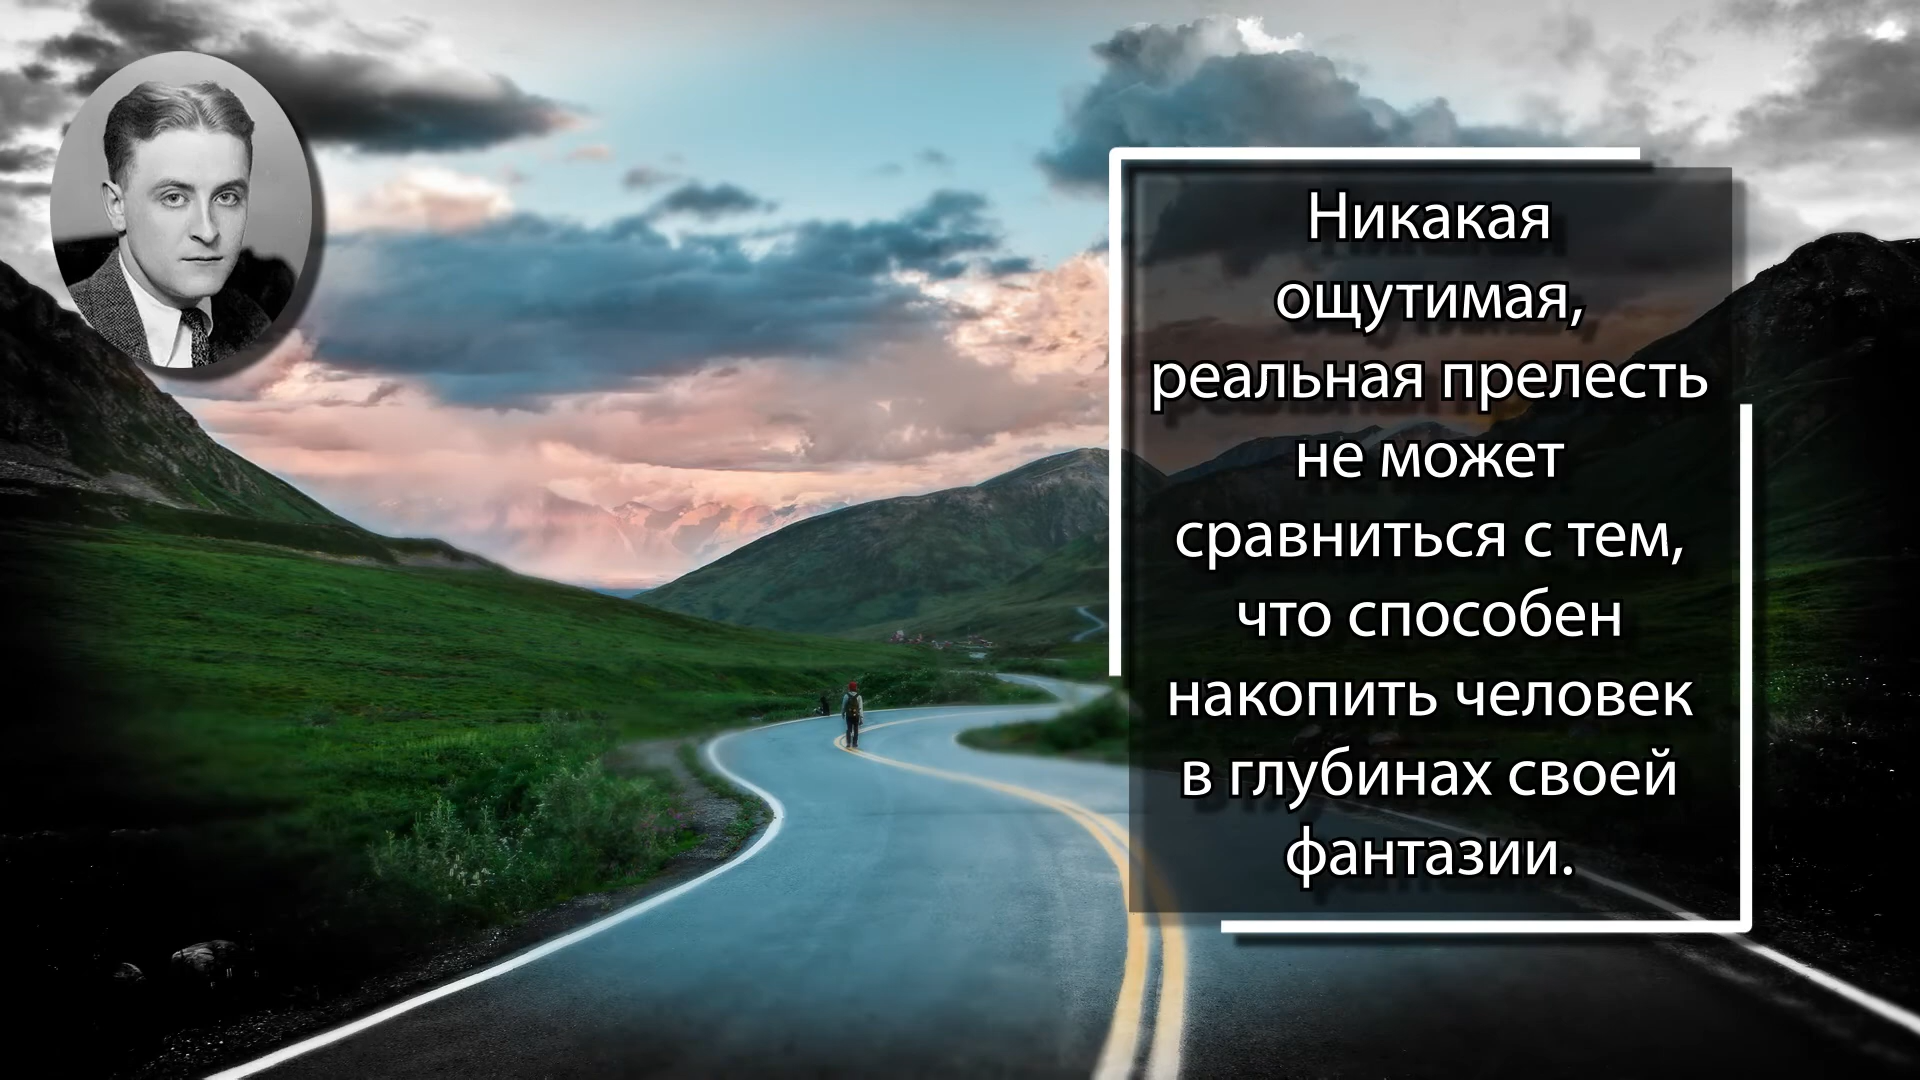 Никакая
ощутимая,
реальная прелесть
не может
сравниться с тем,
что способен
накопить человек
в глубинах своей
фантазии.